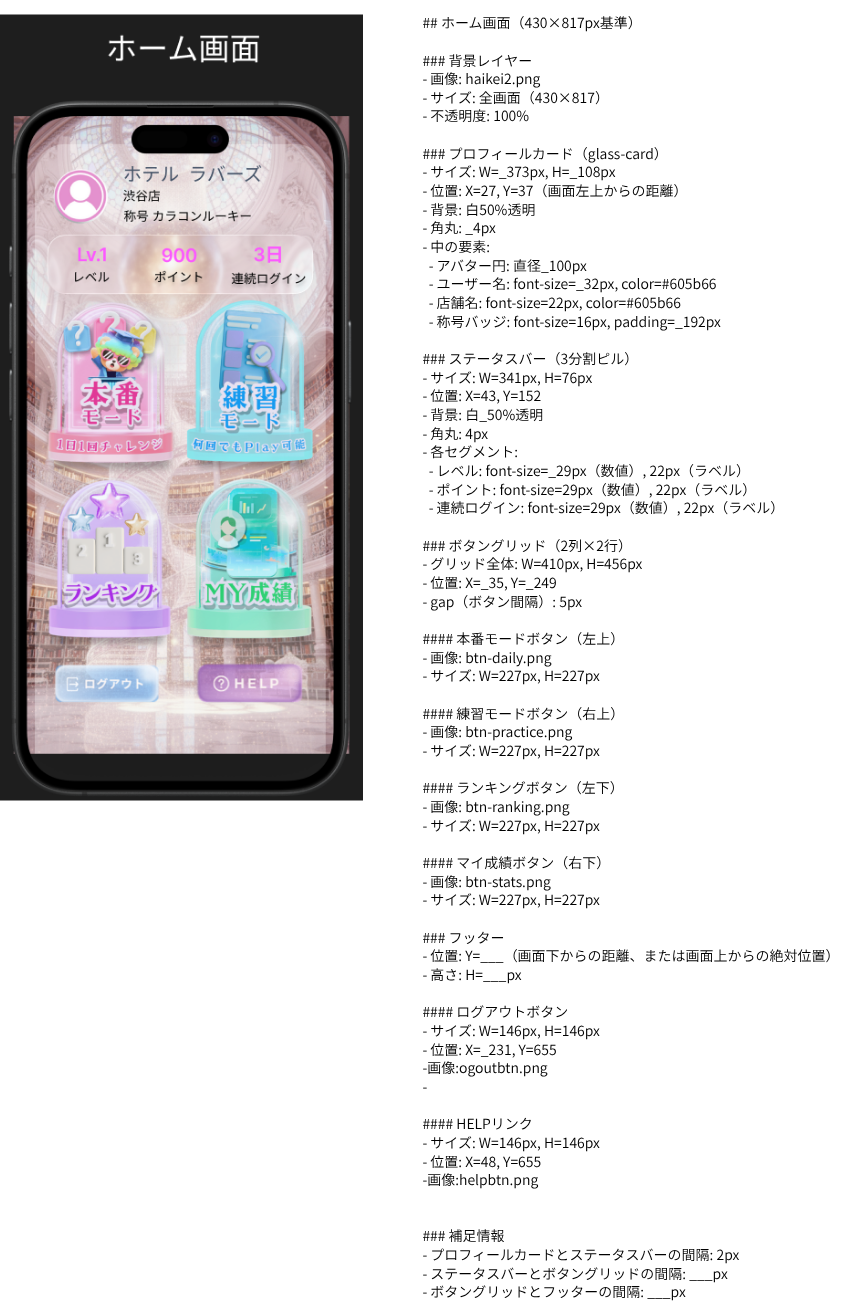 ホーム画面
ホテル ラバーズ
渋谷店
称号 カラコンルーキー
Lv.1
900
3日
レベル
ポイント
連続ログイン
? ? ?
本番
モード
1日1回チャレンジ
練習
モード
何回でもPlay可能
2 1 3
ランキング
MY成績
ログアウト
? HELP
## ホーム画面（430×817px基準）
### 背景レイヤー
- 画像: haikei2.png
- サイズ: 全画面（430×817）
- 不透明度: 100%
### プロフィールカード（glass-card）
- サイズ: W=_373px, H=_108px
- 位置: X=27, Y=37（画面左上からの距離）
- 背景: 白50%透明
- 角丸: _4px
- 中の要素:
- アバター円: 直径_100px
- ユーザー名: font-size=_32px, color=#605b66
- 店舗名: font-size=22px, color=#605b66
- 称号バッジ: font-size=16px, padding=_192px
### ステータスバー（3分割ピル）
- サイズ: W=341px, H=76px
- 位置: X=43, Y=152
- 背景: 白_50%透明
- 角丸: 4px
- 各セグメント:
- レベル: font-size=_29px（数値）, 22px（ラベル）
- ポイント: font-size=29px（数値）, 22px（ラベル）
- 連続ログイン: font-size=29px（数値）, 22px（ラベル）
### ボタングリッド（2列×2行）
- グリッド全体: W=410px, H=456px
- 位置: X=_35, Y=_249
- gap（ボタン間隔）: 5px
#### 本番モードボタン（左上）
- 画像: btn-daily.png
- サイズ: W=227px, H=227px
#### 練習モードボタン（右上）
- 画像: btn-practice.png
- サイズ: W=227px, H=227px
#### ランキングボタン（左下）
- 画像: btn-ranking.png
- サイズ: W=227px, H=227px
#### マイ成績ボタン（右下）
- 画像: btn-stats.png
- サイズ: W=227px, H=227px
### フッター
- 位置: Y=___（画面下からの距離、または画面上からの絶対位置）
- 高さ: H=___px
#### ログアウトボタン
- サイズ: W=146px, H=146px
- 位置: X=_231, Y=655
-画像:ogoutbtn.png
-
#### HELPリンク
- サイズ: W=146px, H=146px
- 位置: X=48, Y=655
-画像:helpbtn.png
### 補足情報
- プロフィールカードとステータスバーの間隔: 2px
- ステータスバーとボタングリッドの間隔: ___px
- ボタングリッドとフッターの間隔: ___px